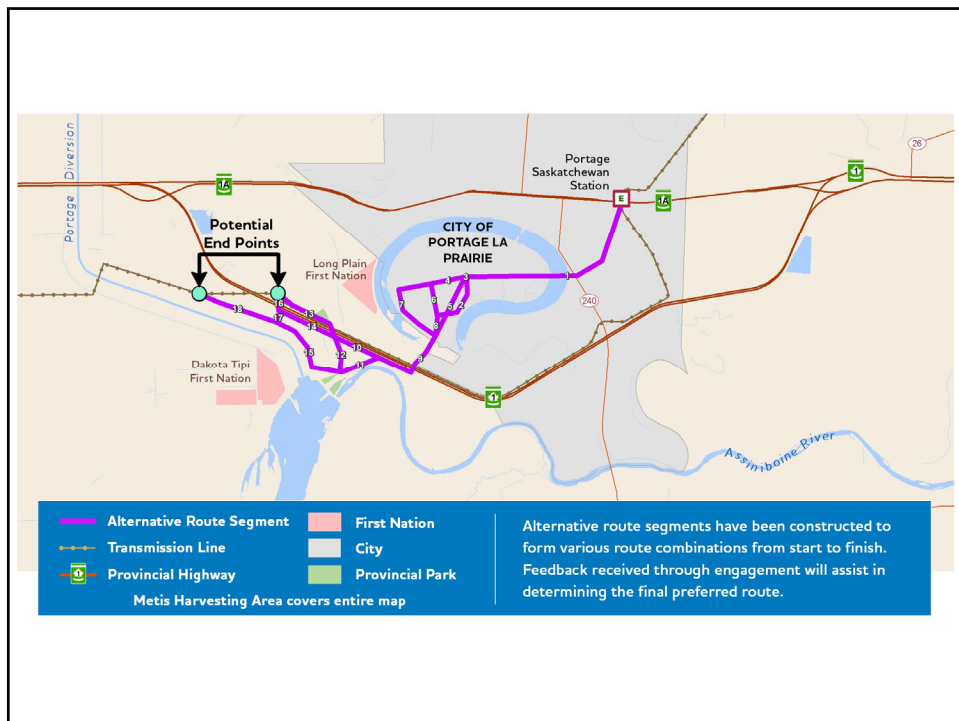 26
Portage
Saskatchewan
Station
1
1A
E
1A
Portage Diversion
Potential
End Points
CITY OF
PORTAGE LA
PRAIRIE
Long Plain
First Nation
3
4
1
7
6
5
2
240
16
18
13
17
14
8
10
15
12
9
11
Dakota Tipi
First Nation
1
Assiniboine River
Alternative Route Segment
Transmission Line
1
Provincial Highway
First Nation
City
Provincial Park
Metis Harvesting Area covers entire map
Alternative route segments have been constructed to
form various route combinations from start to finish.
Feedback received through engagement will assist in
determining the final preferred route.